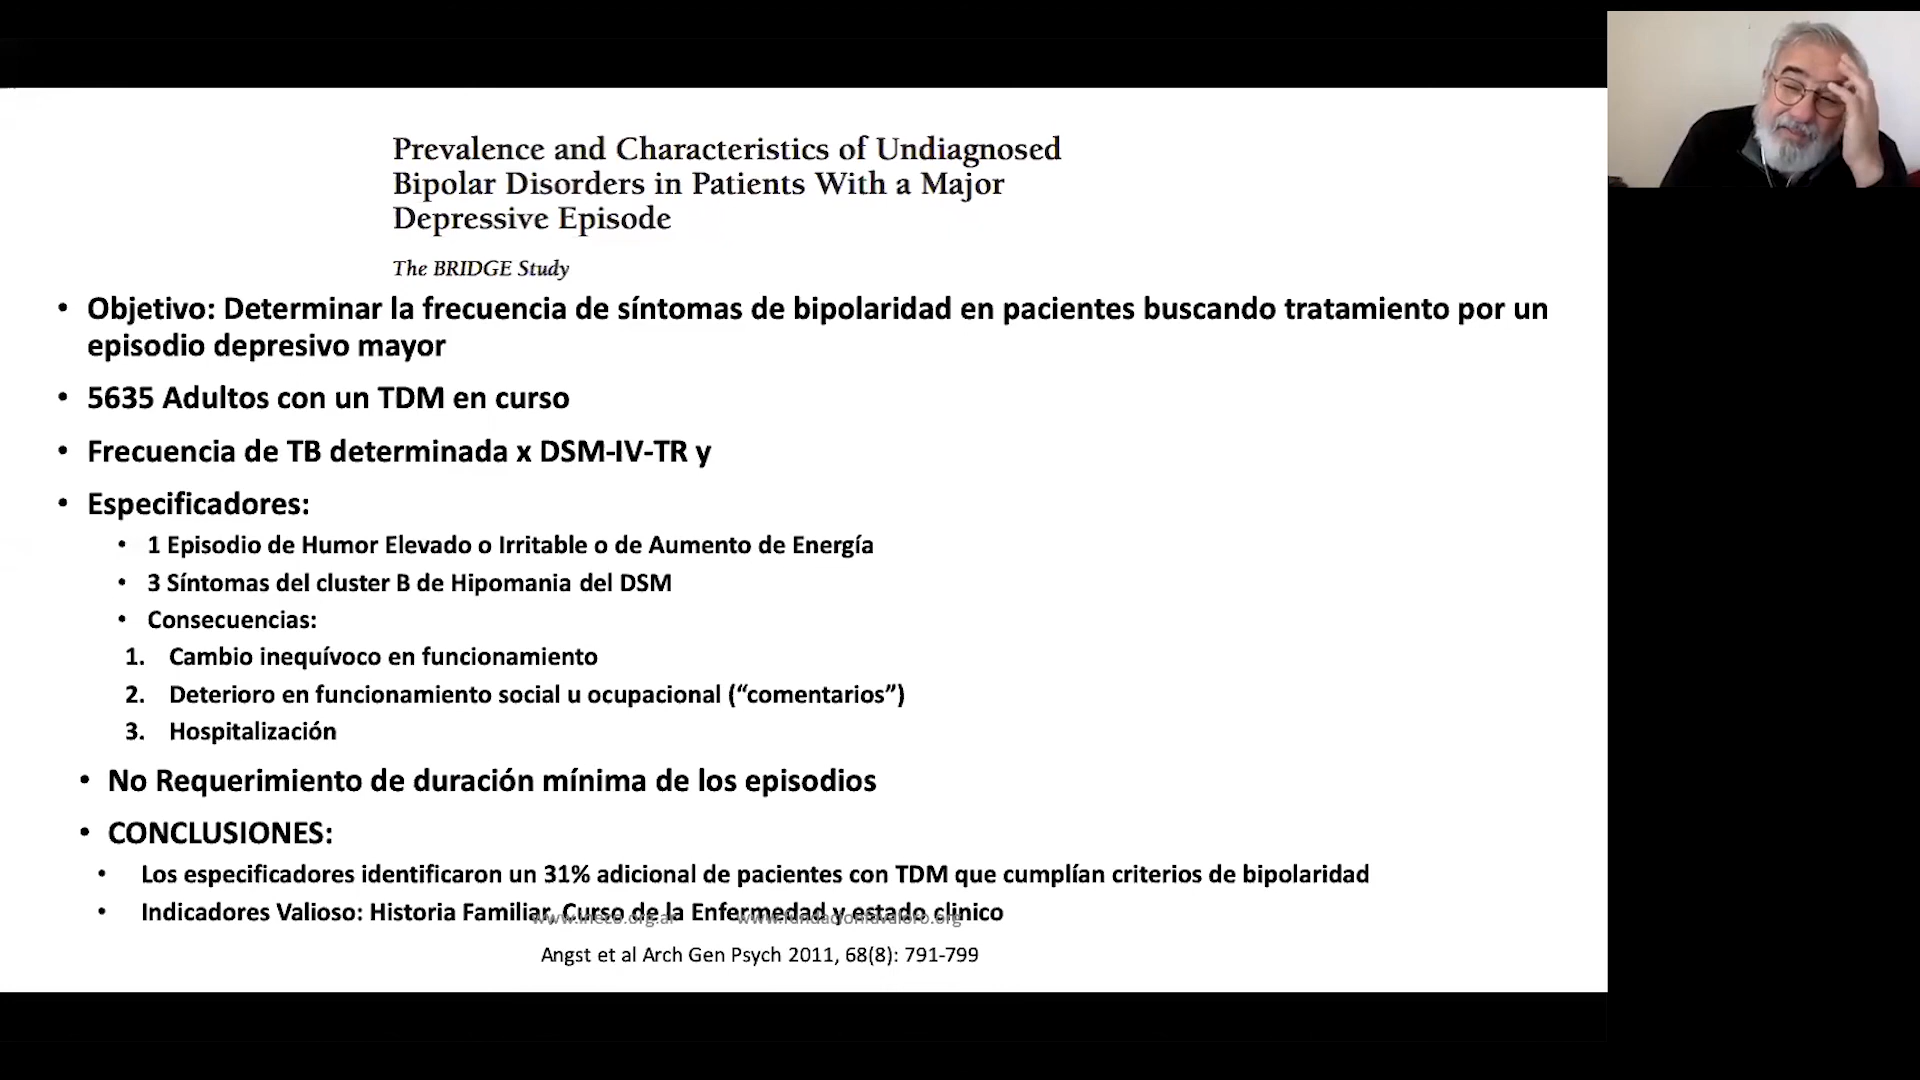 Prevalence and Characteristics of Undiagnosed
Bipolar Disorders in Patients With a Major
Depressive Episode
The BRIDGE Study
• Objetivo: Determinar la frecuencia de síntomas de bipolaridad en pacientes buscando tratamiento por un
episodio depresivo mayor
• 5635 Adultos con un TDM en curso
• Frecuencia de TB determinada x DSM-IV-TR y
• Especificadores:
• 1 Episodio de Humor Elevado o Irritable o de Aumento de Energía
• 3 Síntomas del cluster B de Hipomania del DSM
• Consecuencias:
1. Cambio inequívoco en funcionamiento
2. Deterioro en funcionamiento social u ocupacional (“comentarios”)
3. Hospitalización
• No Requerimiento de duración mínima de los episodios
• CONCLUSIONES:
• Los especificadores identificaron un 31% adicional de pacientes con TDM que cumplían criterios de bipolaridad
• Indicadores Valioso: Historia Familiar, Curso de la Enfermedad y estado clinico
Angst et al Arch Gen Psych 2011, 68(8): 791-799